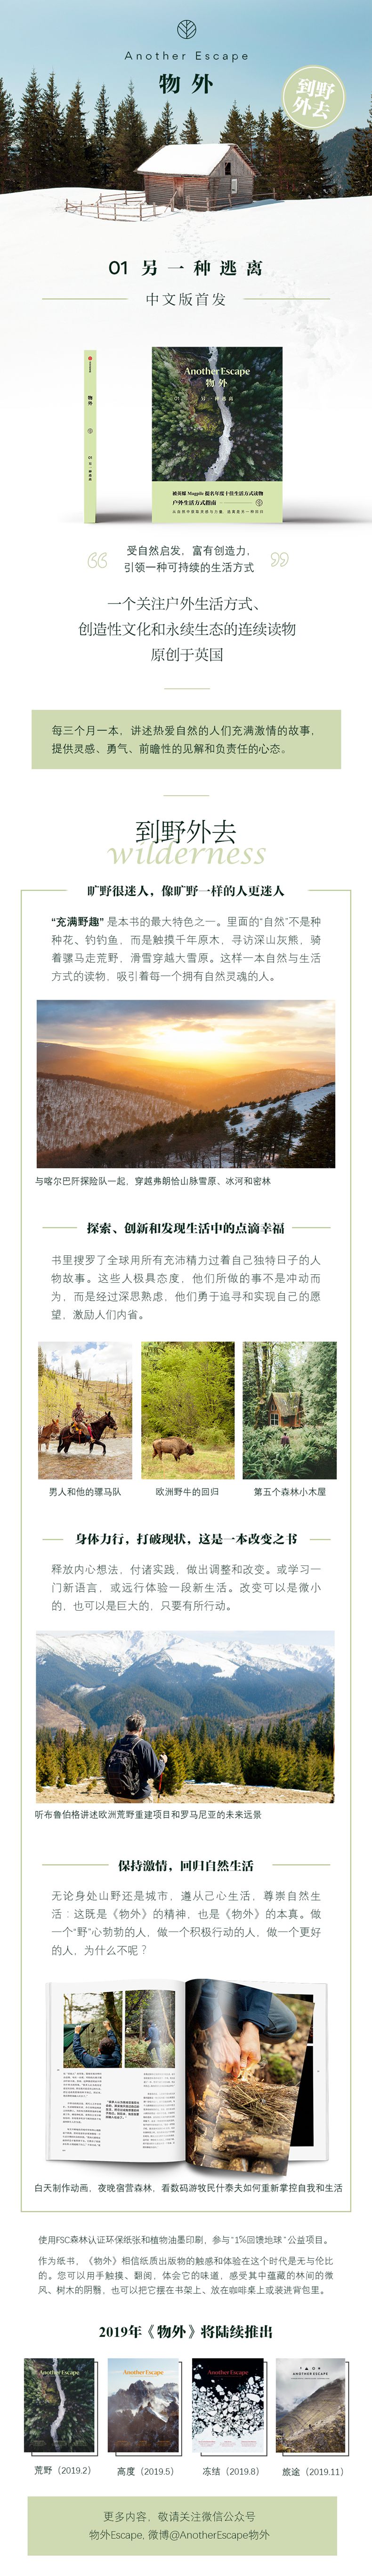 Another Escape
物外
到野
外去
01 另一种逃离
中文版首发
物外
01
另一种逃离
Another Escape
物外
另一种逃离
被英媒 Magpile 提名年度十佳生活方式读物
户外生活方式指南
受自然启发，富有创造力，
引领一种可持续的生活方式
一个关注户外生活方式、
创造性文化和永续生态的连续读物
原创于英国
每三个月一本，讲述热爱自然的人们充满激情的故事，
提供灵感、勇气、前瞻性的见解和负责任的心态。
到野外去
wilderness
旷野很迷人，像旷野一样的人更迷人
“充满野趣” 是本书的最大特色之一。里面的“自然”不是种
种花、钓钓鱼，而是触摸千年原木，寻访深山灰熊，骑
着骡马走荒野，滑雪穿越大雪原。这样一本自然与生活
方式的读物，吸引着每一个拥有自然灵魂的人。
与喀尔巴阡探险队一起，穿越弗朗恰山脉雪原、冰河和密林
探索、创新和发现生活中的点滴幸福
书里搜罗了全球用所有充沛精力过着自己独特日子的人
物故事。这些人极具态度，他们所做的事不是冲动而
为，而是经过深思熟虑，他们勇于追寻和实现自己的愿
望，激励人们内省。
男人和他的骡马队
欧洲野牛的回归
第五个森林小木屋
身体力行，打破现状，这是一本改变之书
释放内心想法，付诸实践，做出调整和改变。或学习一
门新语言，或远行体验一段新生活。改变可以是微小
的，也可以是巨大的，只要有所行动。
听布鲁伯格讲述欧洲荒野重建项目和罗马尼亚的未来远景
保持激情，回归自然生活
无论身处山野还是城市，遵从己心生活，尊崇自然生
活：这既是《物外》的精神，也是《物外》的本真。做
一个“野”心勃勃的人，做一个积极行动的人，做一个更好
的人，为什么不呢？
白天制作动画，夜晚宿营森林，看数码游牧民什泰夫如何重新掌控自我和生活
使用FSC森林认证环保纸张和植物油墨印刷，参与“1%回馈地球”公益项目。
作为纸书，《物外》相信纸质出版物的触感和体验在这个时代是无与伦比
的。您可以用手触摸、翻阅，体会它的味道，感受其中蕴藏的林间的微
风、树木的阴翳，也可以把它摆在书架上、放在咖啡桌上或装进背包里。
2019年《物外》将陆续推出
Another Escape
Another Escape
Another Escape
ANOTHER ESCAPE
荒野（2019.2）
高度（2019.5）
冻结（2019.8）
旅途（2019.11）
更多内容，敬请关注微信公众号
物外Escape, 微博@AnotherEscape物外